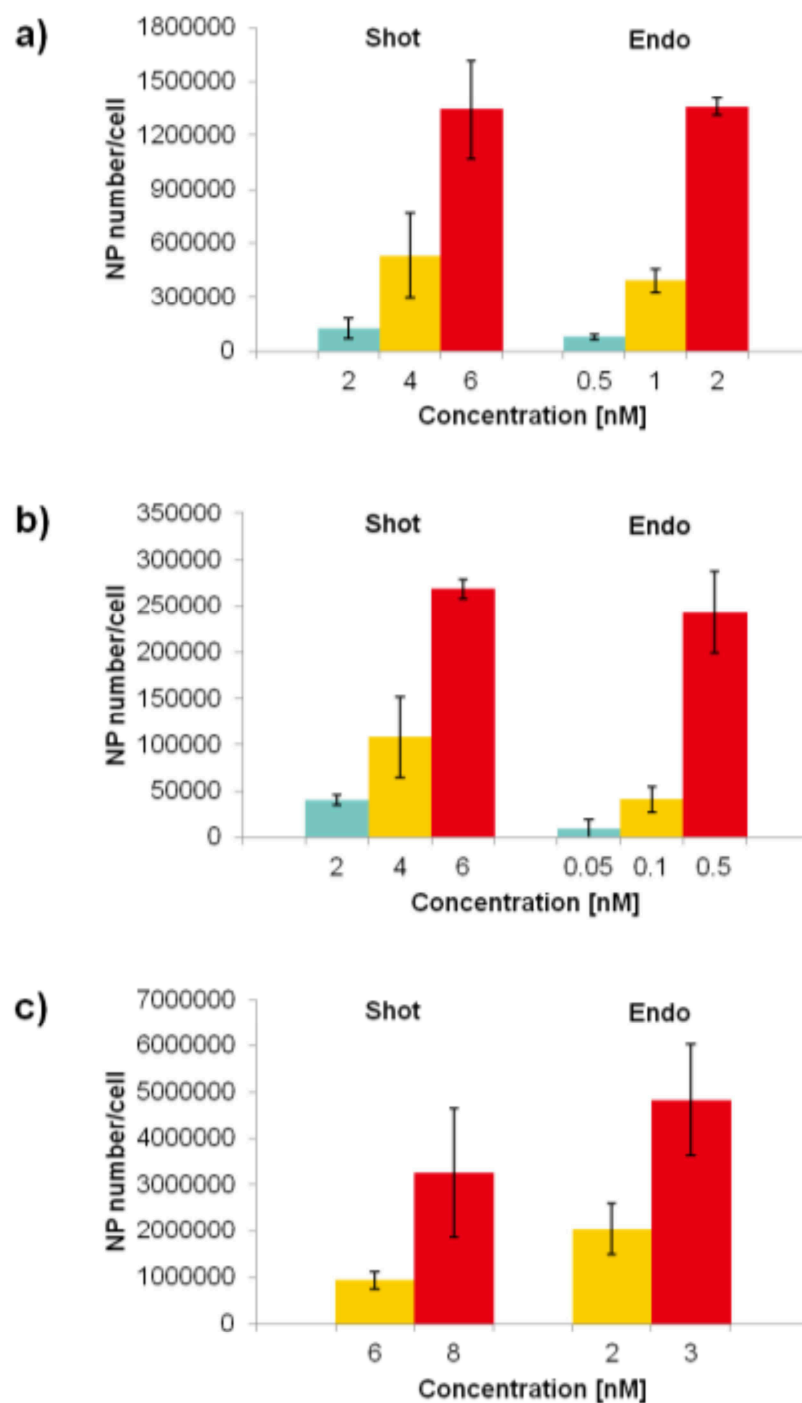 a)
Shot Endo
NP number/cell
1800000
1500000
1200000
900000
600000
300000
0
2 4 6 0.5 1 2
Concentration [nM]
b)
Shot Endo
NP number/cell
350000
300000
250000
200000
150000
100000
50000
0
2 4 6 0.05 0.1 0.5
Concentration [nM]
c)
Shot Endo
NP number/cell
7000000
6000000
5000000
4000000
3000000
2000000
1000000
0
6 8 2 3
Concentration [nM]